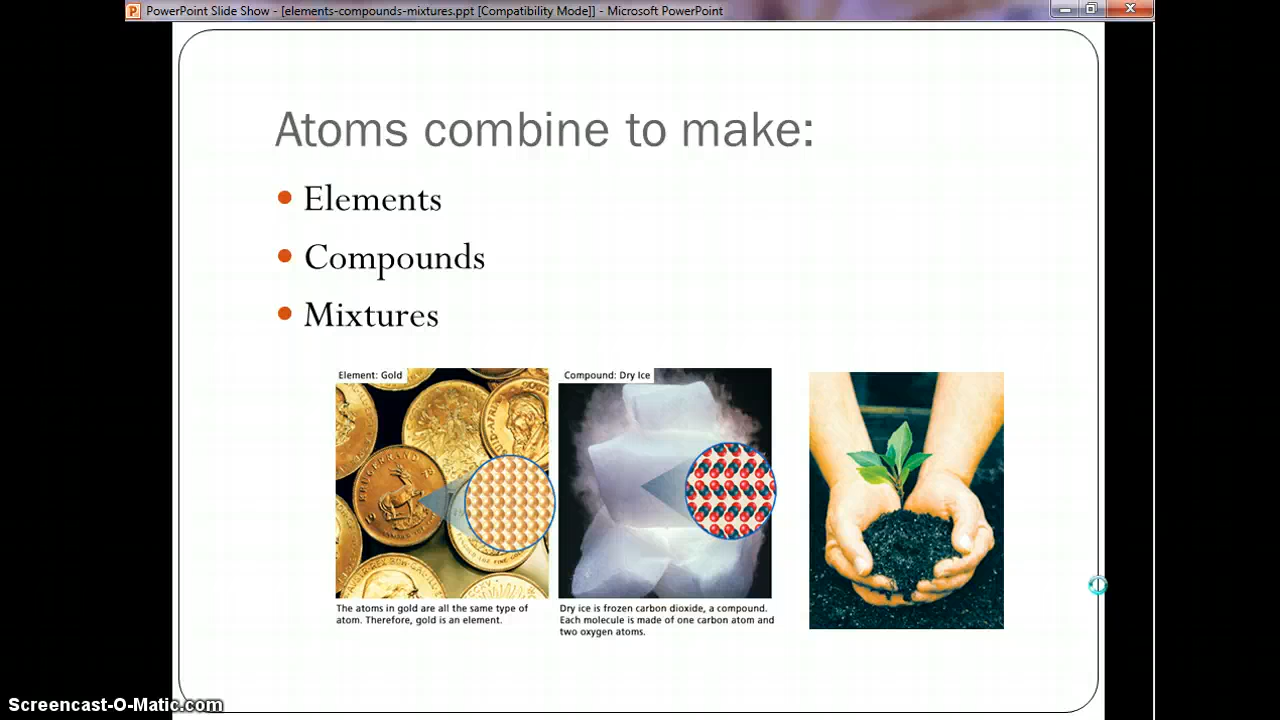 PowerPoint Slide Show - [elements-compounds-mixtures.ppt [Compatibility Mode]] - Microsoft PowerPoint
Atoms combine to make:
Elements
Compounds
Mixtures
Element: Gold
Compound: Dry Ice
KRUGERRAND
The atoms in gold are all the same type of
atom. Therefore, gold is an element.
Dry ice is frozen carbon dioxide, a compound.
Each molecule is made of one carbon atom and
two oxygen atoms.
Screencast-O-Matic.com